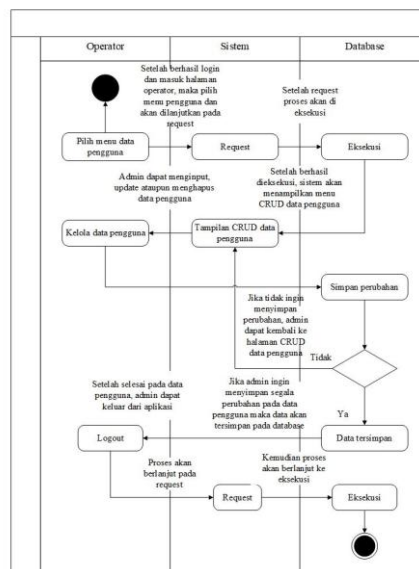 Operator
Sistem
Database
Setelah berhasil login
dan masuk halaman
operator, maka pilih
menu pengguna dan
akan dilanjutkan pada
request
Setelah request
proses akan di
eksekusi
Pilih menu data
pengguna
Request
Eksekusi
Admin dapat menginput,
update ataupun menghapus
data pengguna
Setelah berhasil
dieksekusi, sistem akan
menampilkan menu
CRUD data pengguna
Kelola data pengguna
Tampilan CRUD data
pengguna
Simpan perubahan
Jika tidak ingin
menyimpan
perubahan, admin
dapat kembali ke
halaman CRUD
data pengguna
Tidak
Setelah selesai pada data
pengguna, admin dapat
keluar dari aplikasi
Jika admin ingin
menyimpan segala
perubahan pada data
pengguna maka data akan
tersimpan pada database
Ya
Logout
Data tersimpan
Proses akan
berlanjut pada
request
Kemudian proses
akan berlanjut ke
eksekusi
Request
Eksekusi